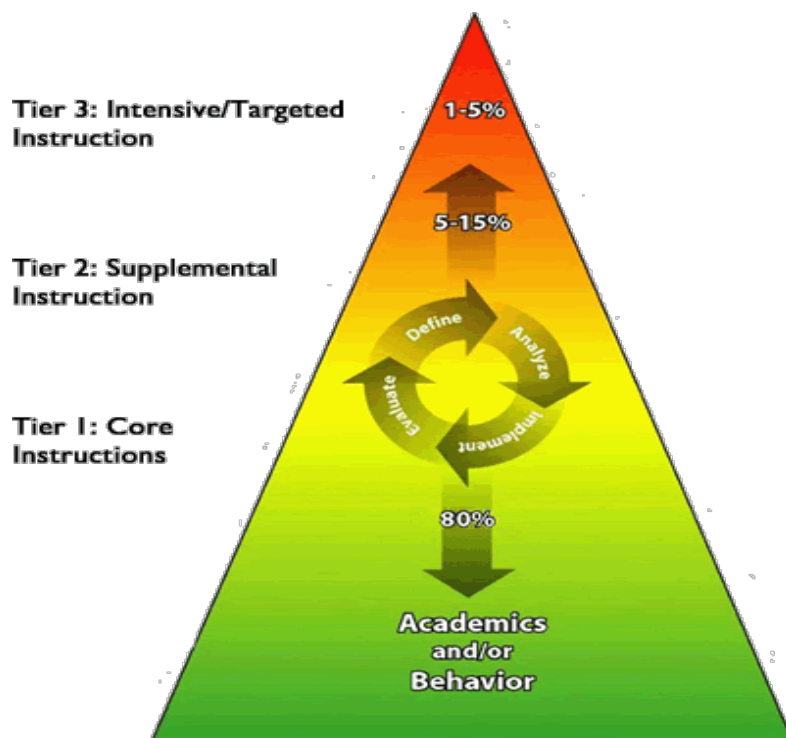 Tier 3: Intensive/Targeted
Instruction
1-5%
5-15%
Tier 2: Supplemental
Instruction
Define
Analyze
Implement
Evaluate
Tier 1: Core
Instructions
80%
Academics
and/or
Behavior